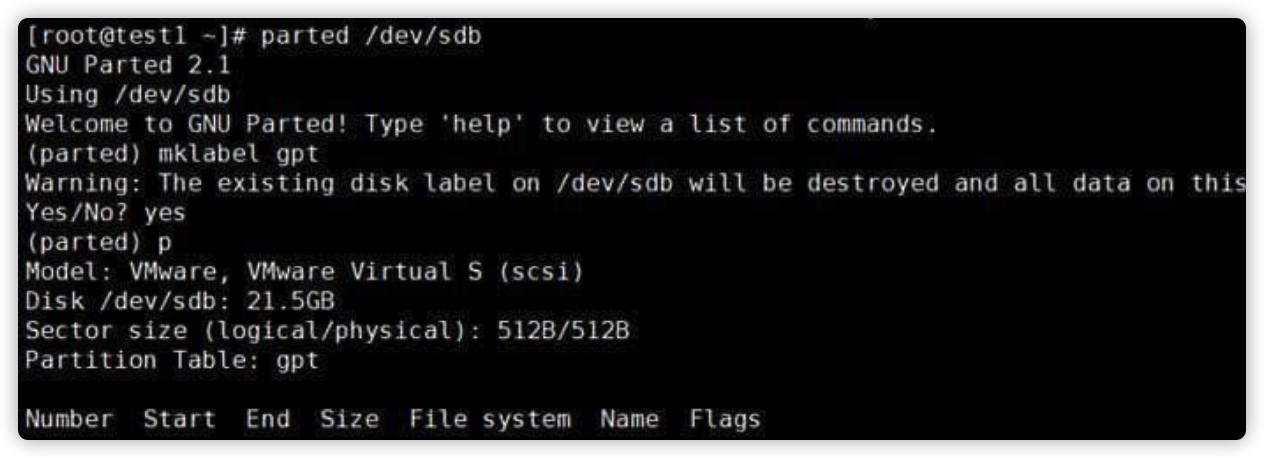 [root@test1 ~]# parted /dev/sdb
GNU Parted 2.1
Using /dev/sdb
Welcome to GNU Parted! Type 'help' to view a list of commands.
(parted) mklabel gpt
Warning: The existing disk label on /dev/sdb will be destroyed and all data on this
Yes/No? yes
(parted) p
Model: VMware, VMware Virtual S (scsi)
Disk /dev/sdb: 21.5GB
Sector size (logical/physical): 512B/512B
Partition Table: gpt
Number  Start  End  Size  File system  Name  Flags